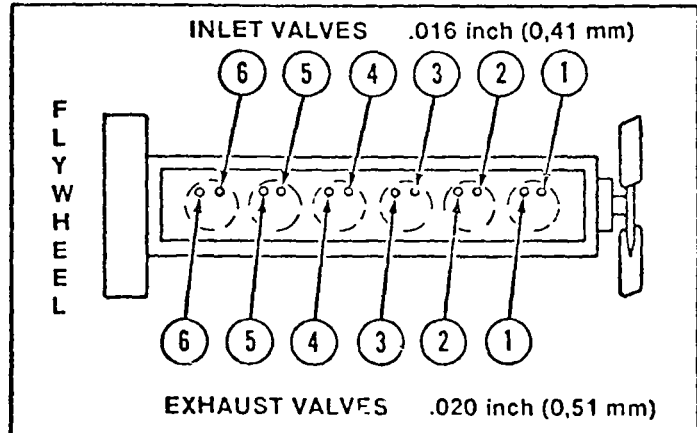 INLET VALVES .016 inch (0,41 mm)
6 5 4 3 2 1
FLYWHEEL
6 5 4 3 2 1
EXHAUST VALVES .020 inch (0,51 mm)